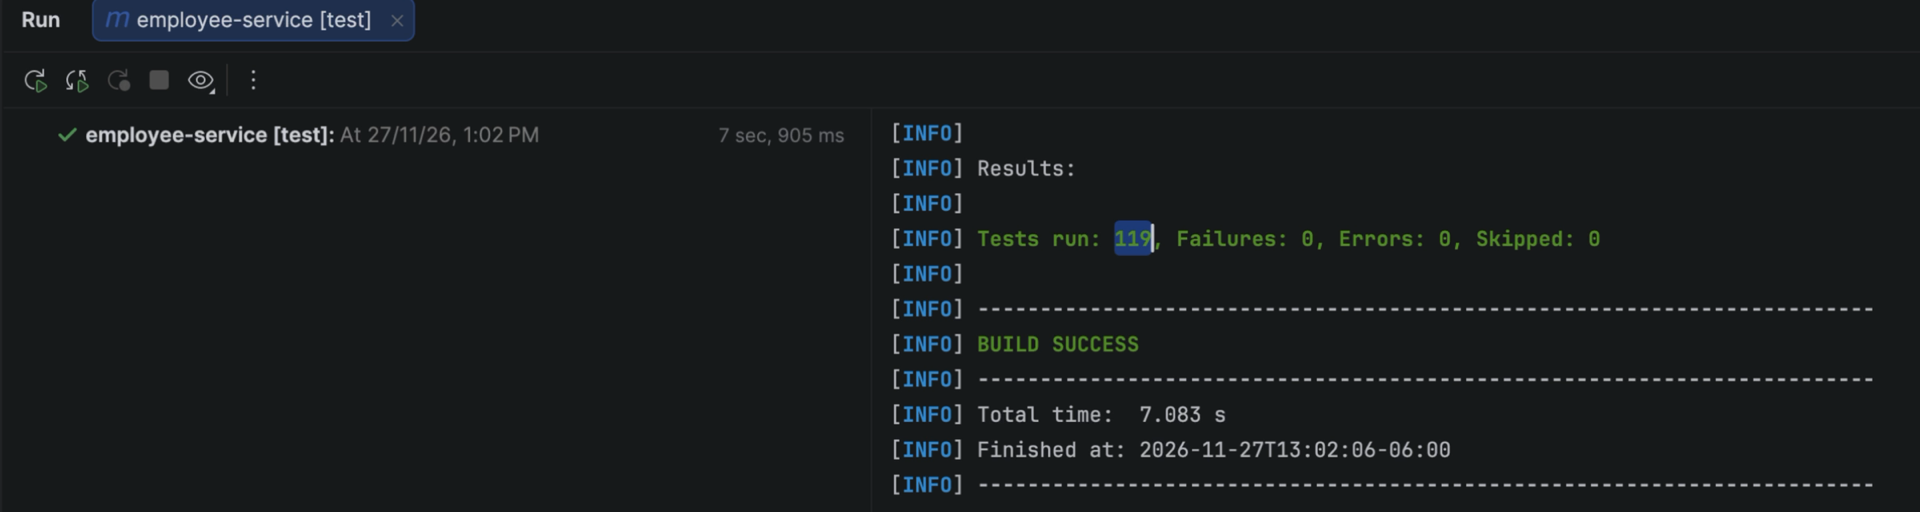 Run
m employee-service [test] ×
employee-service [test]: At 27/11/26, 1:02 PM 7 sec, 905 ms
[INFO]
[INFO] Results:
[INFO]
[INFO] Tests run: 119, Failures: 0, Errors: 0, Skipped: 0
[INFO]
[INFO] ------------------------------------------------------------------------
[INFO] BUILD SUCCESS
[INFO] ------------------------------------------------------------------------
[INFO] Total time:  7.083 s
[INFO] Finished at: 2026-11-27T13:02:06-06:00
[INFO] ------------------------------------------------------------------------